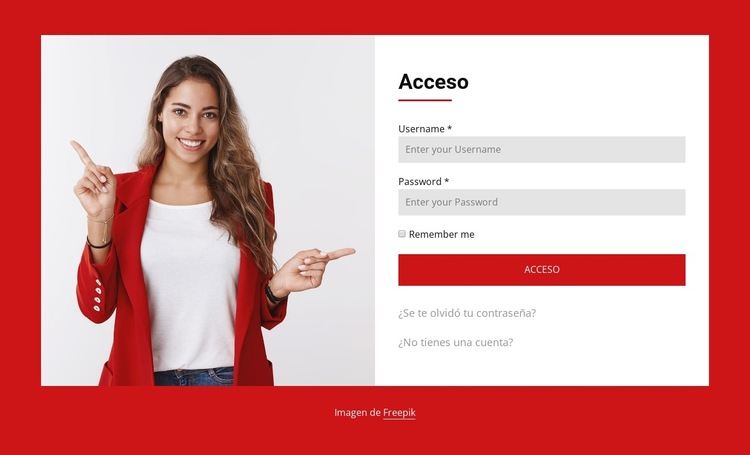 Acceso
Username *
Enter your Username
Password *
Enter your Password
Remember me
ACCESO
¿Se te olvidó tu contraseña?
¿No tienes una cuenta?
Imagen de Freepik